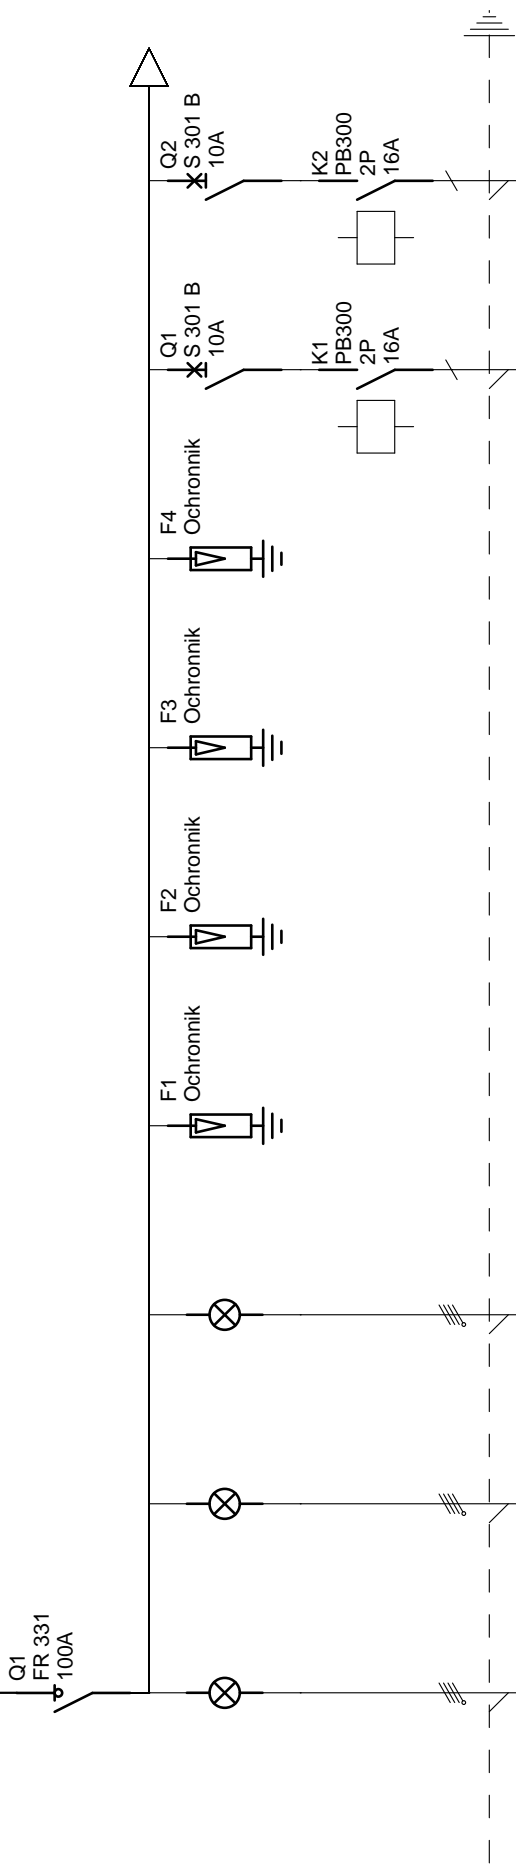 Q1
FR 331
100A
F1
Ochronnik
F2
Ochronnik
F3
Ochronnik
F4
Ochronnik
Q1
S 301 B
10A
K1
PB300
2P
16A
Q2
S 301 B
10A
K2
PB300
2P
16A